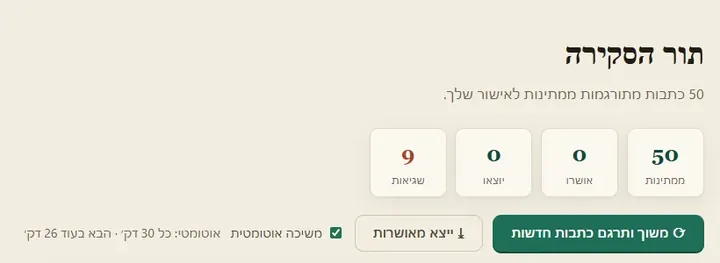 תור הסקירה
50 כתבות מתורגמות ממתינות לאישור שלך.
50 0 0 9
ממתינות אושרו יוצאו שגיאות
⟳ משוך ותרגם כתבות חדשות ⤓ ייצא מאושרות משיכה אוטומטית אוטומטי: כל 30 דק׳ · הבא בעוד 26 דק׳